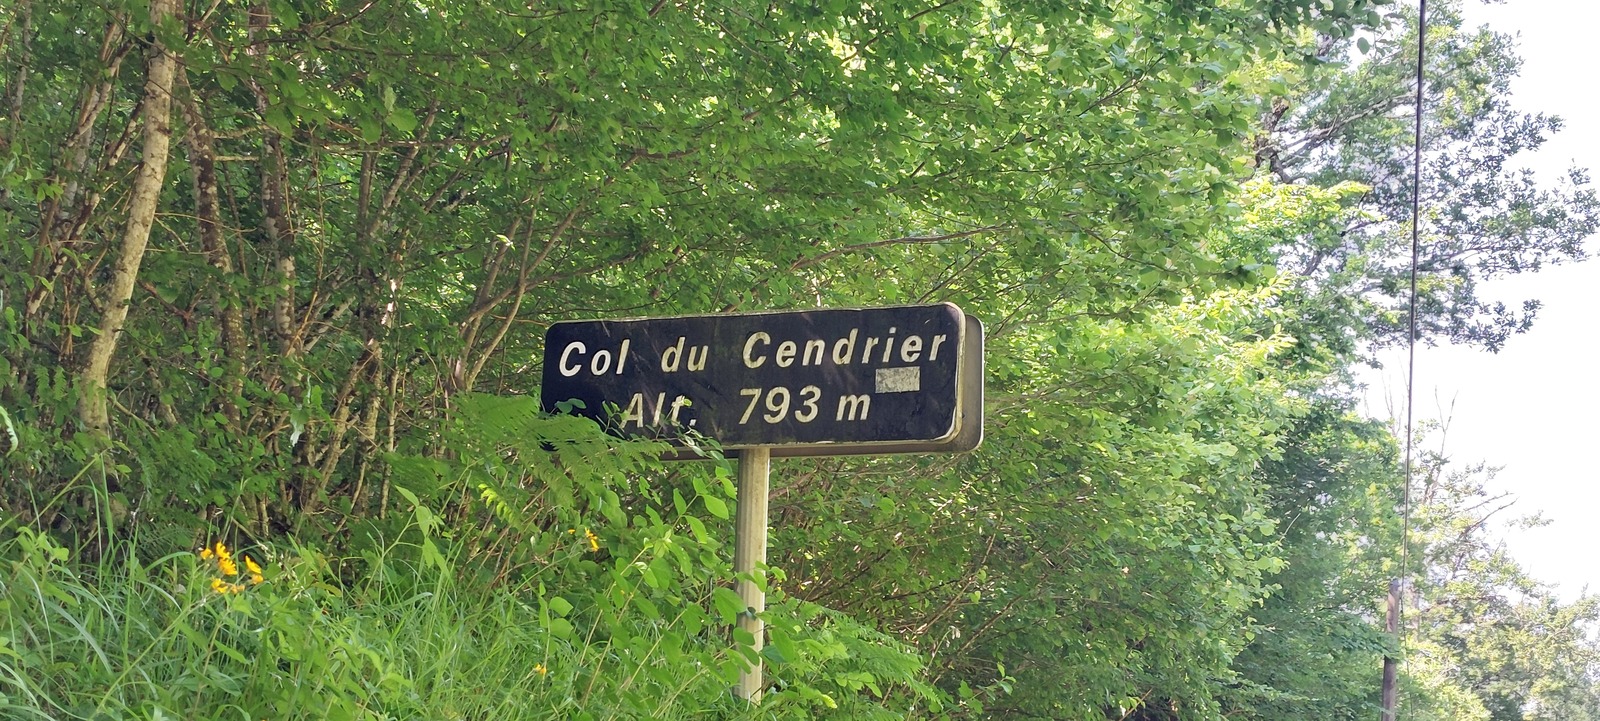 Col du Cendrier
Alt. 793 m